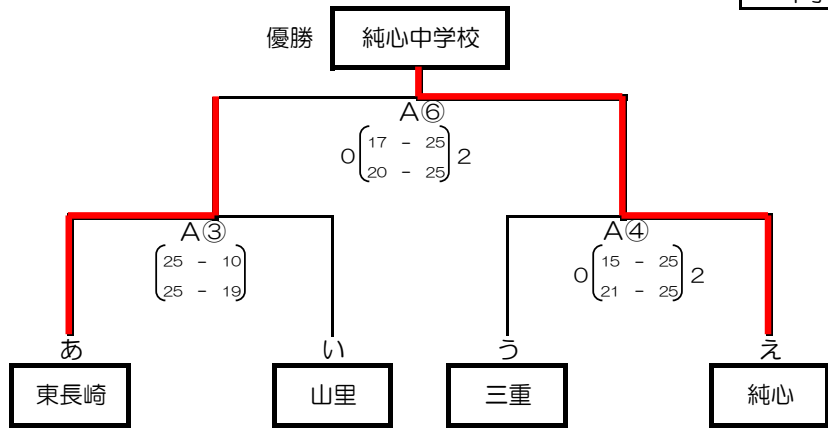 優勝 純心中学校
A⑥
0 17 - 25 2
20 - 25
A③
25 - 10
25 - 19
A④
0 15 - 25 2
21 - 25
あ い う え
東長崎 山里 三重 純心